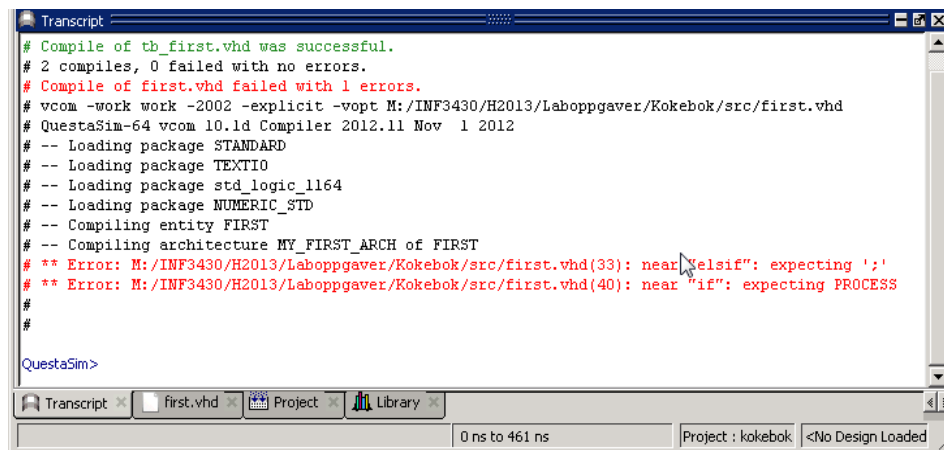 Transcript
# Compile of tb_first.vhd was successful.
# 2 compiles, 0 failed with no errors.
# Compile of first.vhd failed with 1 errors.
# vcom -work work -2002 -explicit -vopt M:/INF3430/H2013/Laboppgaver/Kokebok/src/first.vhd
# QuestaSim-64 vcom 10.1d Compiler 2012.11 Nov  1 2012
# -- Loading package STANDARD
# -- Loading package TEXTIO
# -- Loading package std_logic_1164
# -- Loading package NUMERIC_STD
# -- Compiling entity FIRST
# -- Compiling architecture MY_FIRST_ARCH of FIRST
# ** Error: M:/INF3430/H2013/Laboppgaver/Kokebok/src/first.vhd(33): near "elsif": expecting ';'
# ** Error: M:/INF3430/H2013/Laboppgaver/Kokebok/src/first.vhd(40): near "if": expecting PROCESS
#
#
QuestaSim>
Transcript first.vhd Project Library
0 ns to 461 ns Project : kokebok <No Design Loaded